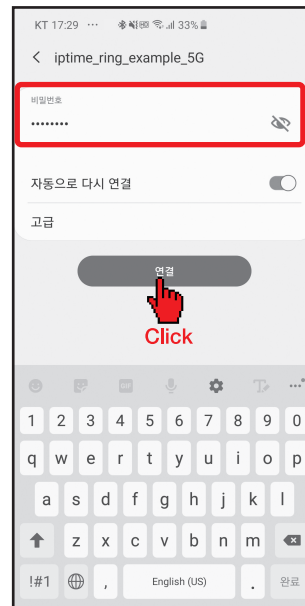 KT 17:29 ... 33%
< iptime_ring_example_5G
비밀번호
••••••••
자동으로 다시 연결
고급
연결
Click
GIF
1 2 3 4 5 6 7 8 9 0
q w e r t y u i o p
a s d f g h j k l
z x c v b n m
!#1 , English (US) . 완료